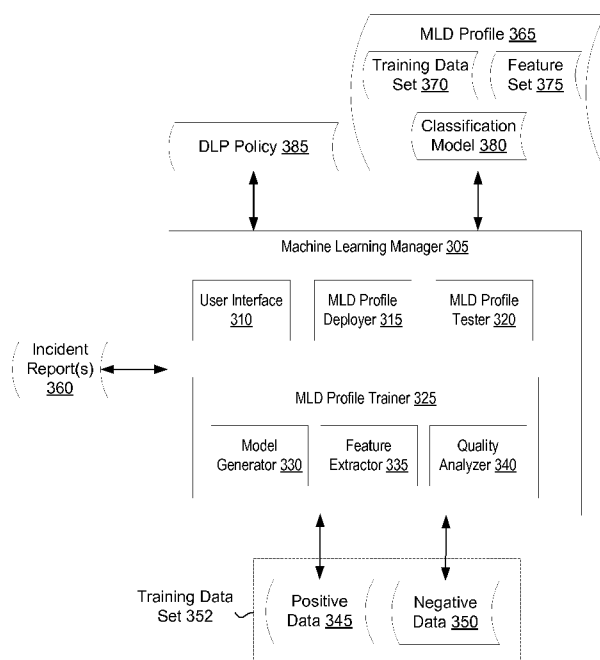 MLD Profile 365
Training Data
Set 370
Feature
Set 375
Classification
Model 380
DLP Policy 385
Machine Learning Manager 305
User Interface
310
MLD Profile
Deployer 315
MLD Profile
Tester 320
Incident
Report(s)
360
MLD Profile Trainer 325
Model
Generator 330
Feature
Extractor 335
Quality
Analyzer 340
Training Data
Set 352
Positive
Data 345
Negative
Data 350